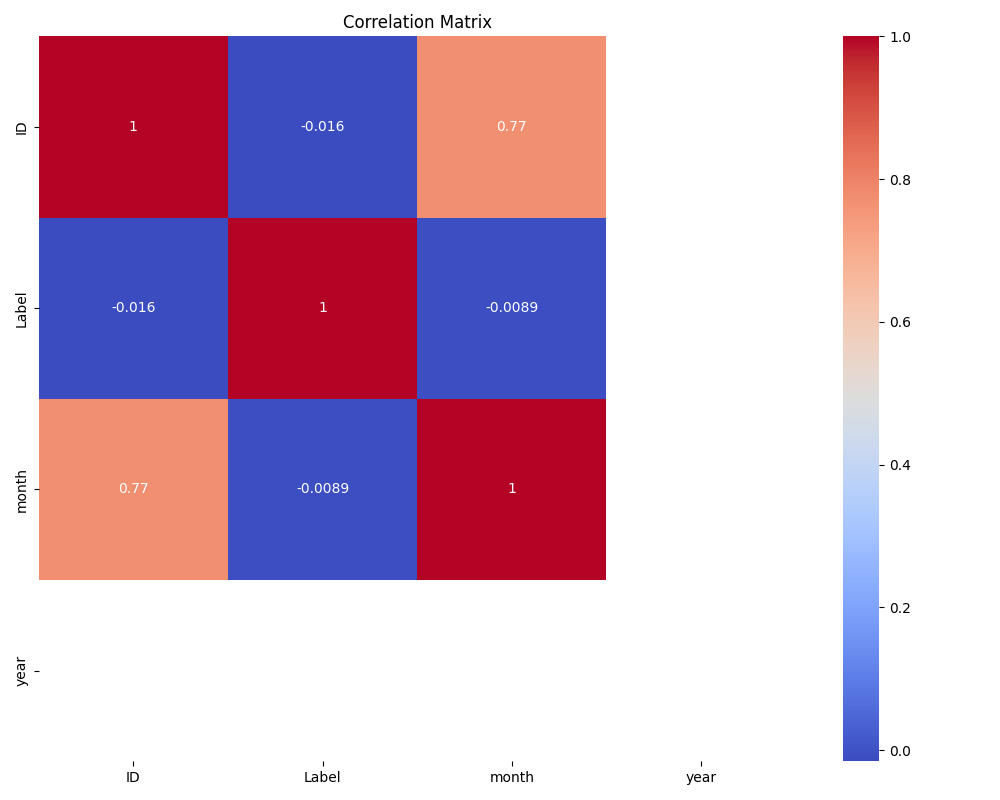 Correlation Matrix
ID 1 -0.016 0.77
Label -0.016 1 -0.0089
month 0.77 -0.0089 1
year
ID Label month year
1.0
0.8
0.6
0.4
0.2
0.0